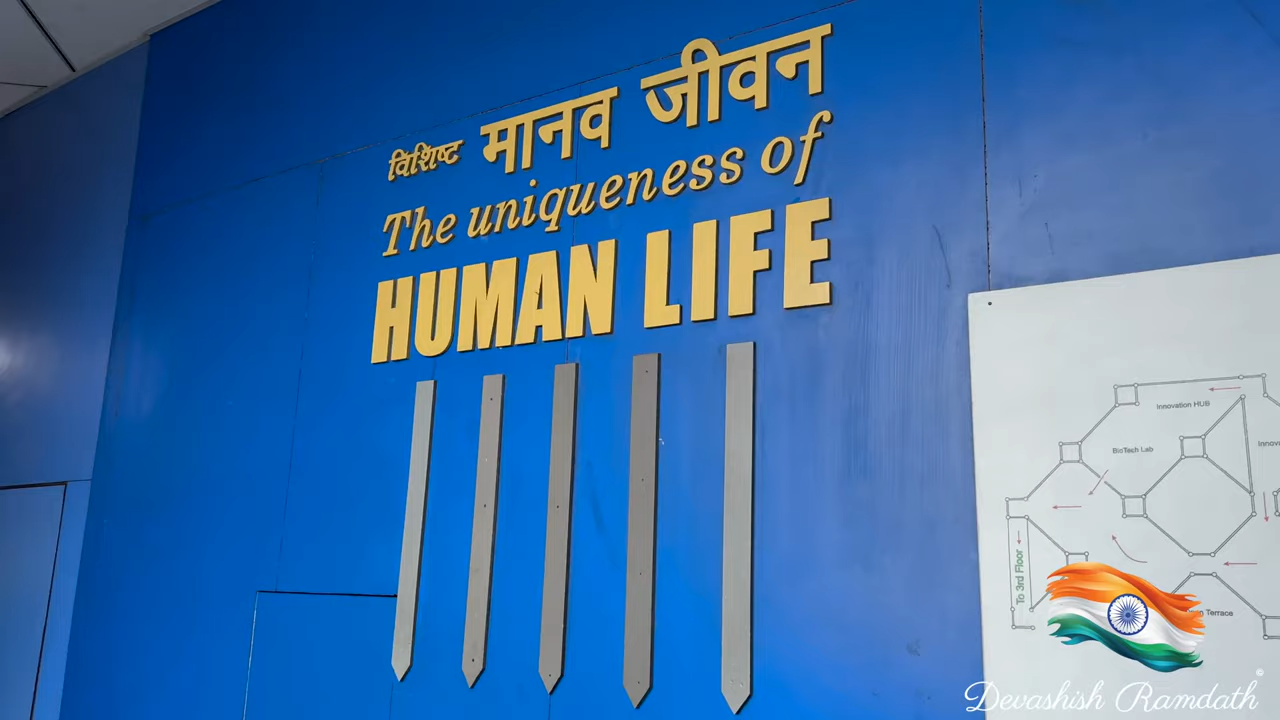 विशिष्ट मानव जीवन
The uniqueness of
HUMAN LIFE
Innovation HUB
BioTech Lab
To 3rd Floor
Terrace
Devashish Ramdath
©